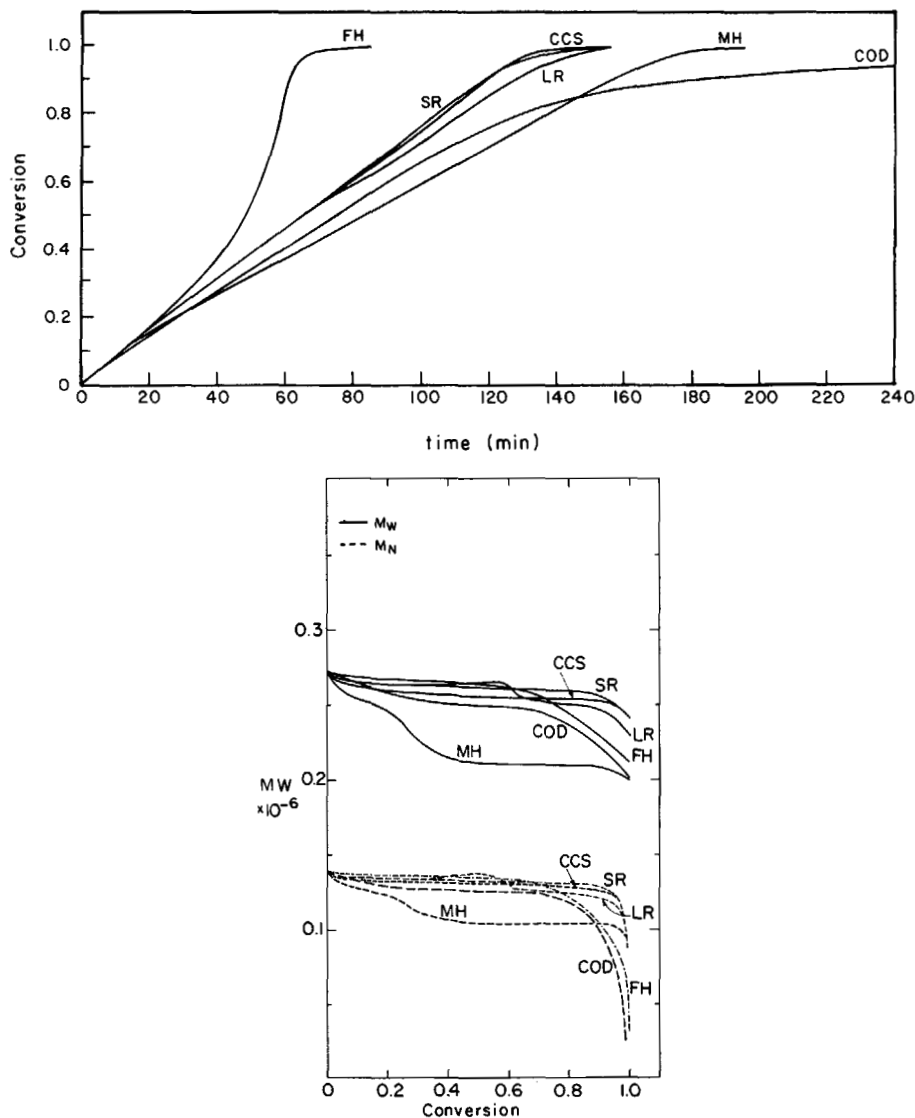 FH
CCS
MH
COD
SR
LR
1.0
0.8
0.6
0.4
0.2
0
Conversion
0 20 40 60 80 100 120 140 160 180 200 220 240
time (min)
MW
MN
0.3
CCS
SR
LR
FH
COD
MH
0.2
MW
×10-6
CCS
SR
MH
LR
0.1
COD
FH
0 0.2 0.4 0.6 0.8 1.0
Conversion